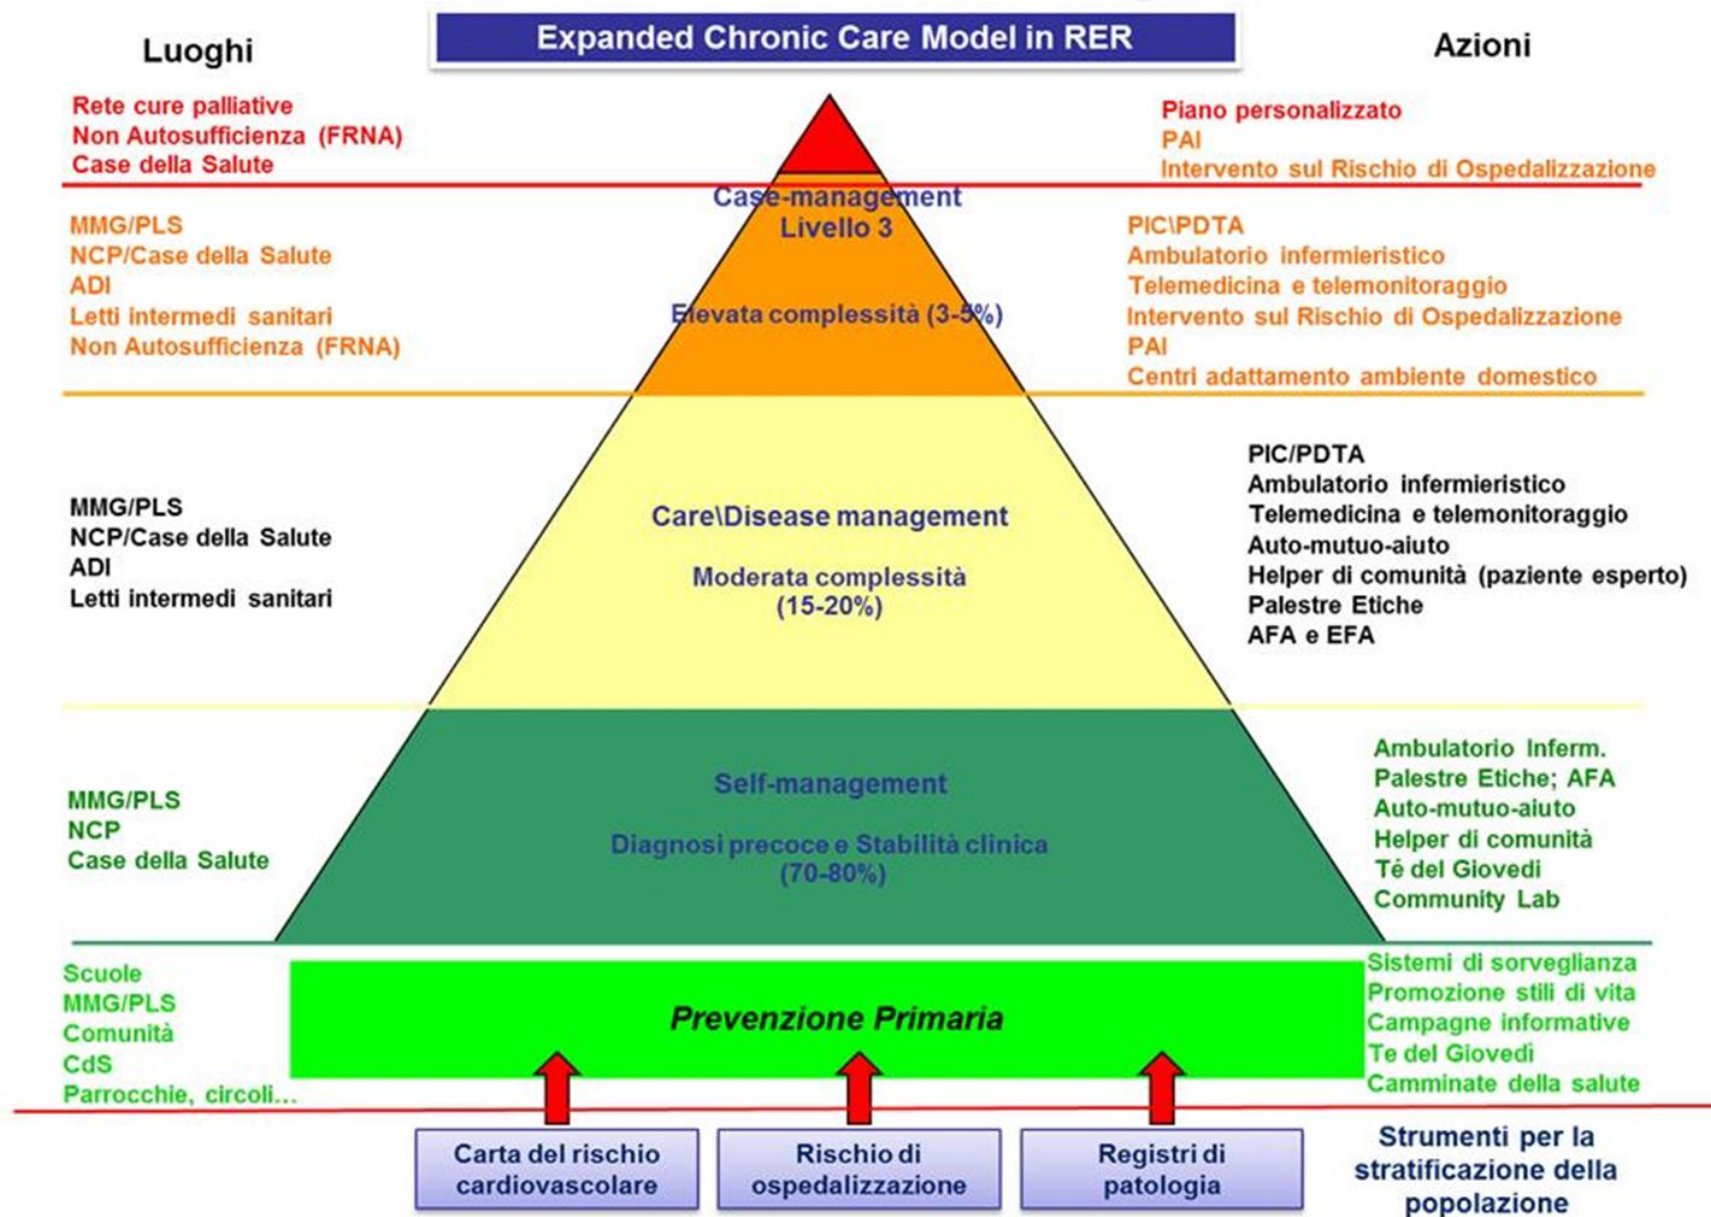 Expanded Chronic Care Model in RER
Luoghi
Azioni
Rete cure palliative
Non Autosufficienza (FRNA)
Case della Salute
Piano personalizzato
PAI
Intervento sul Rischio di Ospedalizzazione
Case-management
Livello 3
Elevata complessità (3-5%)
MMG/PLS
NCP/Case della Salute
ADI
Letti intermedi sanitari
Non Autosufficienza (FRNA)
PIC\PDTA
Ambulatorio infermieristico
Telemedicina e telemonitoraggio
Intervento sul Rischio di Ospedalizzazione
PAI
Centri adattamento ambiente domestico
MMG/PLS
NCP/Case della Salute
ADI
Letti intermedi sanitari
Care\Disease management
Moderata complessità
(15-20%)
PIC/PDTA
Ambulatorio infermieristico
Telemedicina e telemonitoraggio
Auto-mutuo-aiuto
Helper di comunità (paziente esperto)
Palestre Etiche
AFA e EFA
MMG/PLS
NCP
Case della Salute
Self-management
Diagnosi precoce e Stabilità clinica
(70-80%)
Ambulatorio Inferm.
Palestre Etiche; AFA
Auto-mutuo-aiuto
Helper di comunità
Té del Giovedi
Community Lab
Scuole
MMG/PLS
Comunità
CdS
Parrocchie, circoli...
Prevenzione Primaria
Sistemi di sorveglianza
Promozione stili di vita
Campagne informative
Te del Giovedì
Camminate della salute
Carta del rischio
cardiovascolare
Rischio di
ospedalizzazione
Registri di
patologia
Strumenti per la
stratificazione della
popolazione